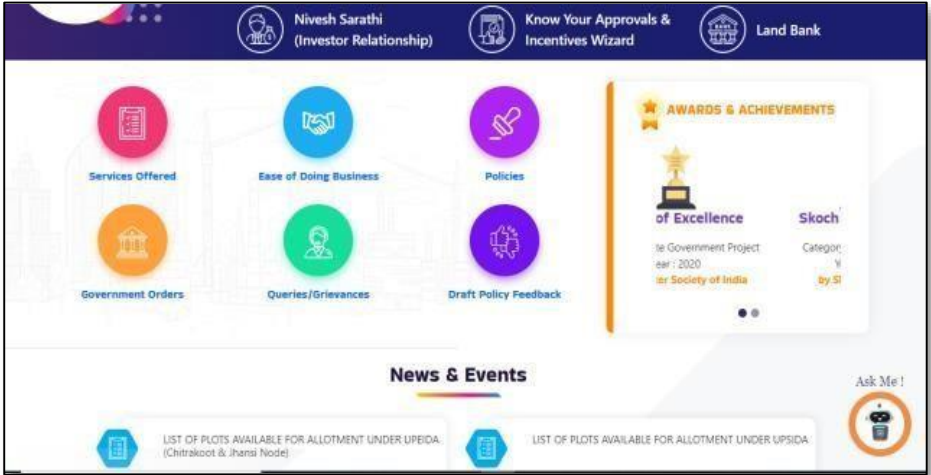 Nivesh Sarathi
(Investor Relationship)
Know Your Approvals &
Incentives Wizard
Land Bank
Services Offered
Ease of Doing Business
Policies
Government Orders
Queries/Grievances
Draft Policy Feedback
AWARDS & ACHIEVEMENTS
of Excellence
Government Project
: 2020
Society of India
Skoch
by
News & Events
LIST OF PLOTS AVAILABLE FOR ALLOTMENT UNDER UPEIDA
(Chitrakoot & Jhansi Node)
LIST OF PLOTS AVAILABLE FOR ALLOTMENT UNDER UPSIDA
Ask Me !